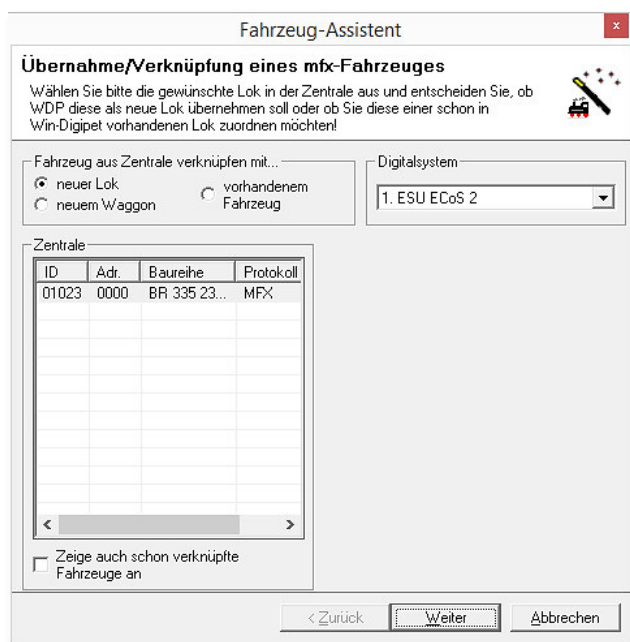 Fahrzeug-Assistent
x
Übernahme/Verknüpfung eines mfx-Fahrzeuges
Wählen Sie bitte die gewünschte Lok in der Zentrale aus und entscheiden Sie, ob
WDP diese als neue Lok übernehmen soll oder ob Sie diese einer schon in
Win-Digipet vorhandenen Lok zuordnen möchten!
Fahrzeug aus Zentrale verknüpfen mit...
neuer Lok
neuem Waggon
vorhandenem
Fahrzeug
Digitalsystem
1. ESU ECoS 2
Zentrale
ID Adr. Baureihe Protokoll
01023 0000 BR 335 23... MFX
Zeige auch schon verknüpfte
Fahrzeuge an
< Zurück Weiter Abbrechen